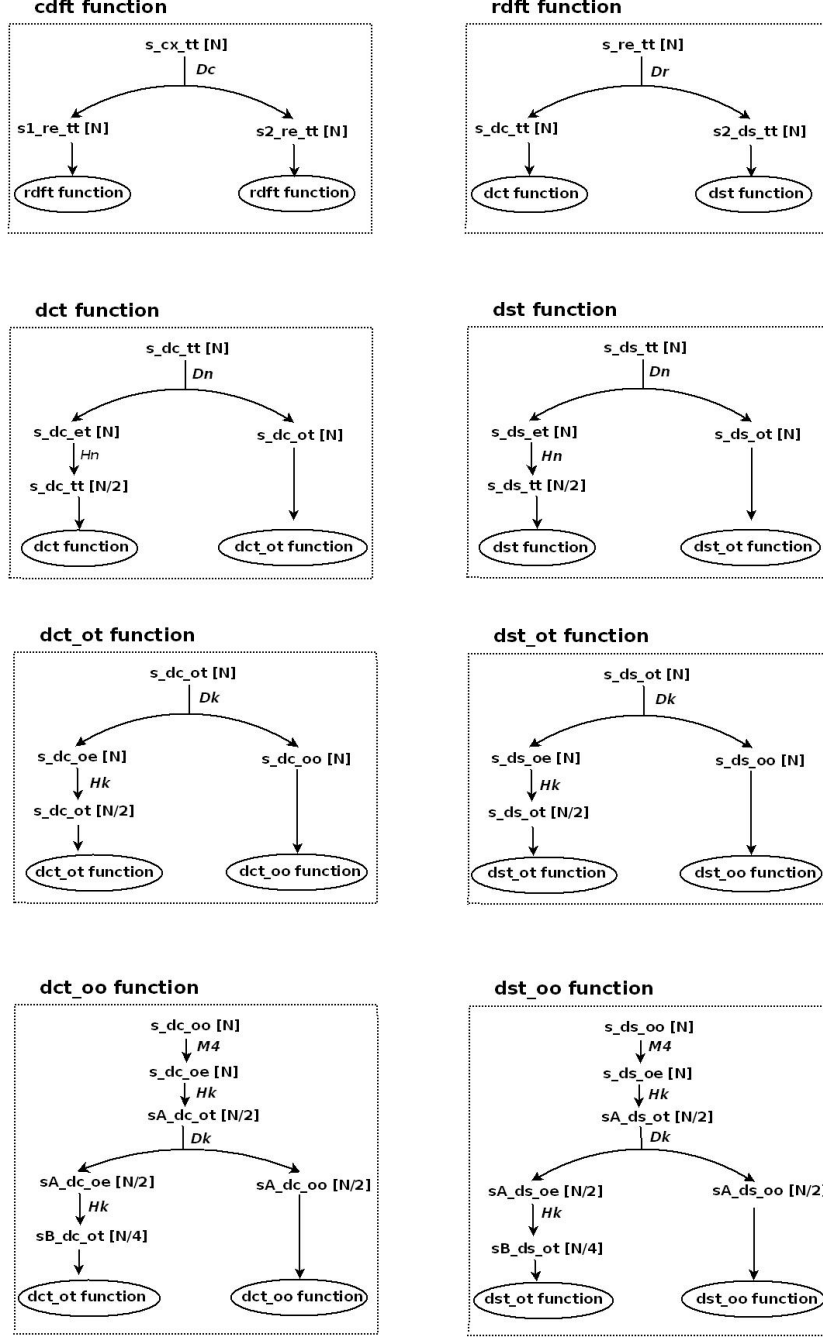 cdft function
s_cx_tt [N]
Dc
s1_re_tt [N]
s2_re_tt [N]
rdft function
rdft function
rdft function
s_re_tt [N]
Dr
s_dc_tt [N]
s2_ds_tt [N]
dct function
dst function
dct function
s_dc_tt [N]
Dn
s_dc_et [N]
s_dc_ot [N]
Hn
s_dc_tt [N/2]
dct function
dct_ot function
dst function
s_ds_tt [N]
Dn
s_ds_et [N]
s_ds_ot [N]
Hn
s_ds_tt [N/2]
dst function
dst_ot function
dct_ot function
s_dc_ot [N]
Dk
s_dc_oe [N]
s_dc_oo [N]
Hk
s_dc_ot [N/2]
dct_ot function
dct_oo function
dst_ot function
s_ds_ot [N]
Dk
s_ds_oe [N]
s_ds_oo [N]
Hk
s_ds_ot [N/2]
dst_ot function
dst_oo function
dct_oo function
s_dc_oo [N]
M4
s_dc_oe [N]
Hk
sA_dc_ot [N/2]
Dk
sA_dc_oe [N/2]
sA_dc_oo [N/2]
Hk
sB_dc_ot [N/4]
dct_ot function
dct_oo function
dst_oo function
s_ds_oo [N]
M4
s_ds_oe [N]
Hk
sA_ds_ot [N/2]
Dk
sA_ds_oe [N/2]
sA_ds_oo [N/2]
Hk
sB_ds_ot [N/4]
dst_ot function
dst_oo function